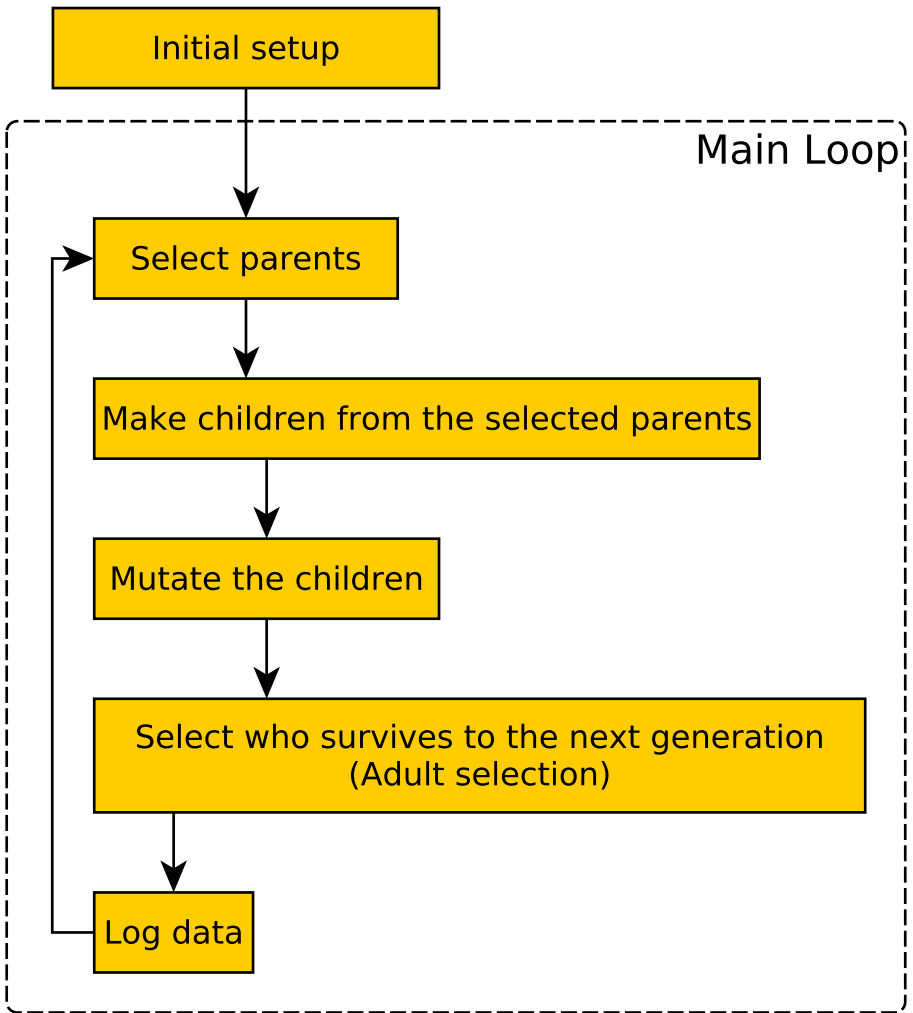 Initial setup
Main Loop
Select parents
Make children from the selected parents
Mutate the children
Select who survives to the next generation
(Adult selection)
Log data